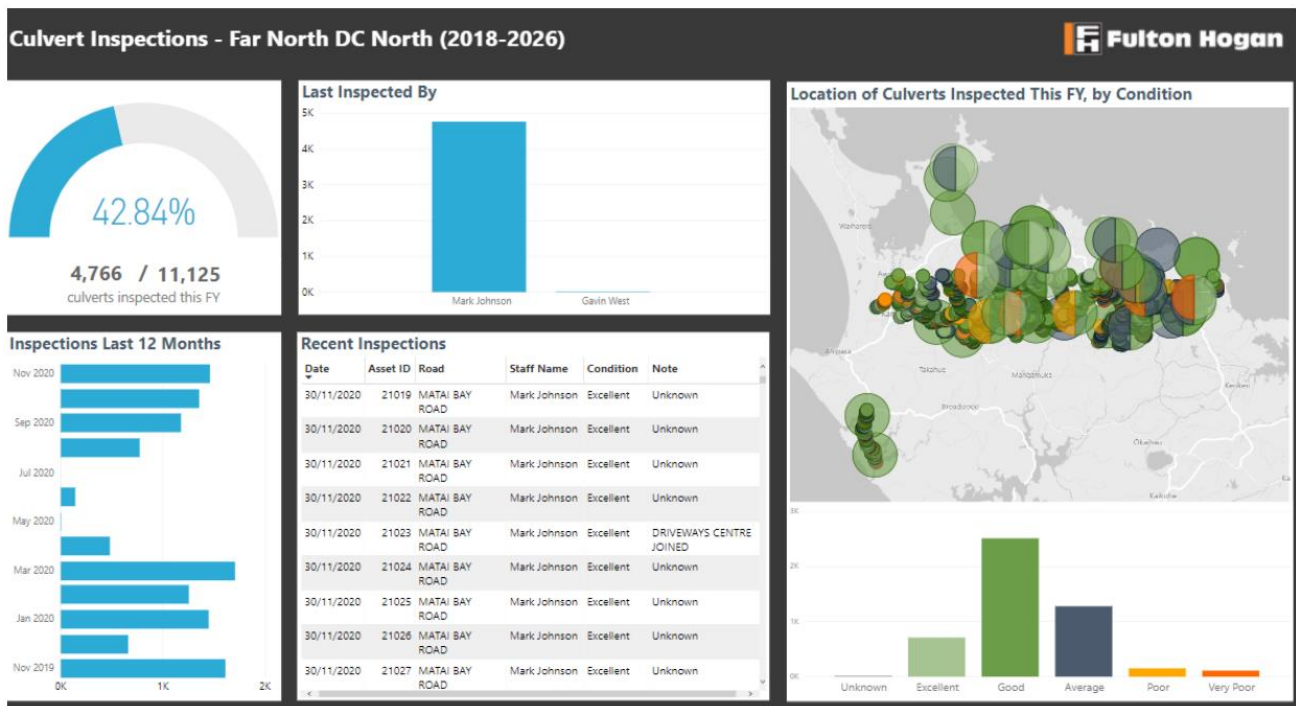 Culvert Inspections - Far North DC North (2018-2026)
Fulton Hogan
42.84%
4,766 / 11,125
culverts inspected this FY
Last Inspected By
5K
4K
3K
2K
1K
0K
Mark Johnson
Gavin West
Inspections Last 12 Months
Nov 2020
Sep 2020
Jul 2020
May 2020
Mar 2020
Jan 2020
Nov 2019
0K 1K 2K
Recent Inspections
Date Asset ID Road Staff Name Condition Note
30/11/2020 21019 MATAI BAY Mark Johnson Excellent Unknown
ROAD
30/11/2020 21020 MATAI BAY Mark Johnson Excellent Unknown
ROAD
30/11/2020 21021 MATAI BAY Mark Johnson Excellent Unknown
ROAD
30/11/2020 21022 MATAI BAY Mark Johnson Excellent Unknown
ROAD
30/11/2020 21023 MATAI BAY Mark Johnson Excellent DRIVEWAYS CENTRE
ROAD JOINED
30/11/2020 21024 MATAI BAY Mark Johnson Excellent Unknown
ROAD
30/11/2020 21025 MATAI BAY Mark Johnson Excellent Unknown
ROAD
30/11/2020 21026 MATAI BAY Mark Johnson Excellent Unknown
ROAD
30/11/2020 21027 MATAI BAY Mark Johnson Excellent Unknown
ROAD
Location of Culverts Inspected This FY, by Condition
Takahue
Mangamuka
Broadwood
Okaihau
Kaikohe
3K
2K
1K
0K
Unknown Excellent Good Average Poor Very Poor